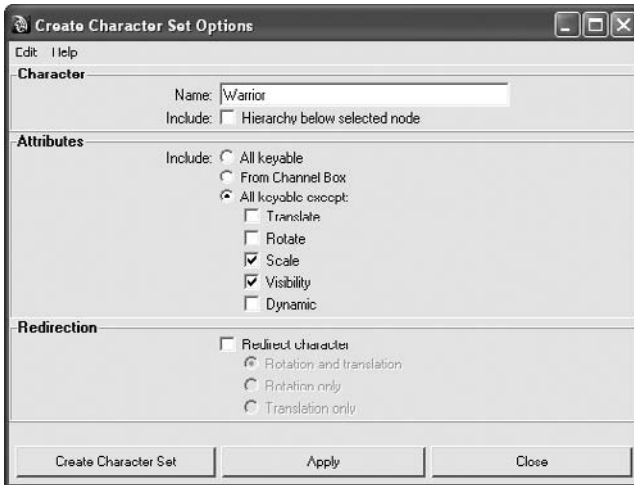 Create Character Set Options
Edit Help
Character
Name: Warrior
Include: Hierarchy below selected node
Attributes
Include: All keyable
From Channel Box
All keyable except:
Translate
Rotate
Scale
Visibility
Dynamic
Redirection
Redirect character
Rotation and translation
Rotation only
Translation only
Create Character Set Apply Close